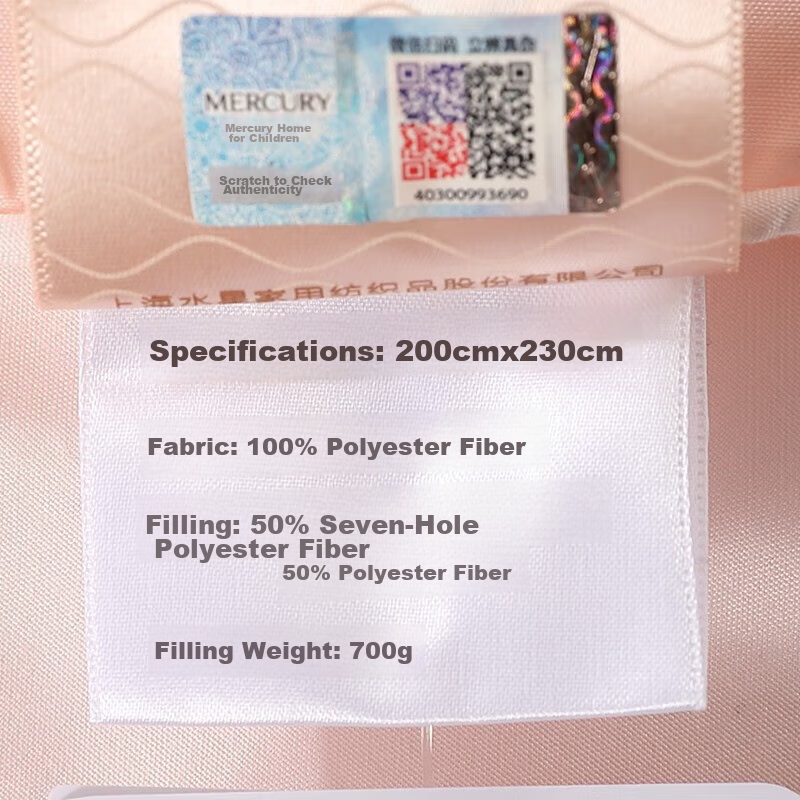 微信扫码 立辨真伪
MERCURY
Mercury Home
for Children
Scratch to Check
Authenticity
40300993690
上海水星家用纺织品股份有限公司
Specifications: 200cmx230cm
Fabric: 100% Polyester Fiber
Filling: 50% Seven-Hole
Polyester Fiber
50% Polyester Fiber
Filling Weight: 700g